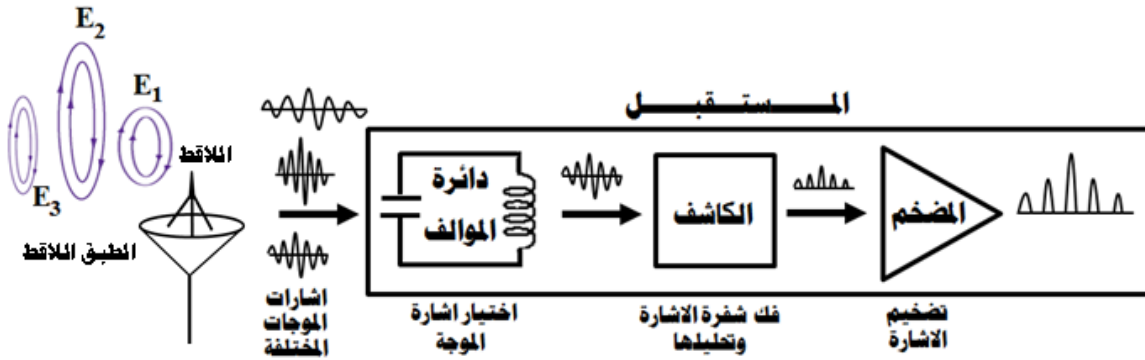 E₂
E₁
E₃
اللاقط
الطبق اللاقط
اشارات
الموجات
المختلفة
المستقبل
دائرة
الموالف
اختيار اشارة
الموجة
الكاشف
فك شفرة الاشارة
وتحليلها
المضخم
تضخيم
الاشارة